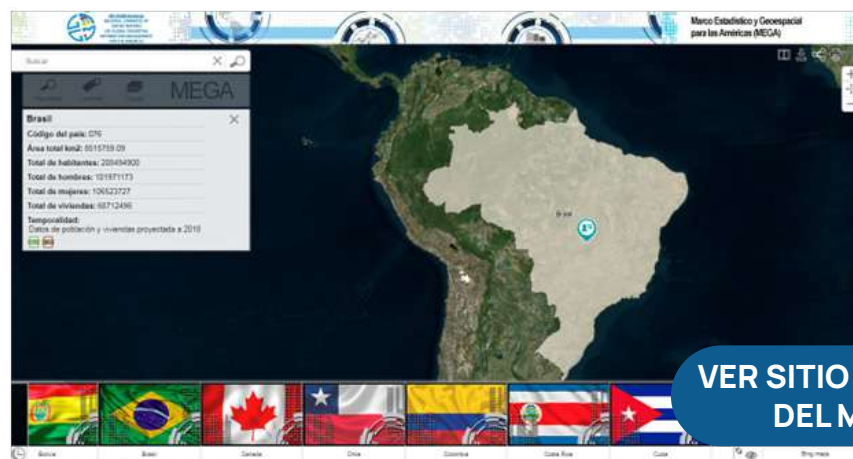 Marco Estadístico y Geoespacial
para las Américas (MEGA)
Buscar
MEGA
Brasil
Código del país: 076
Área total km2: 8515759.09
Total de habitantes: 208494900
Total de hombres: 101971173
Total de mujeres: 106523727
Total de viviendas: 68712496
Temporalidad:
Datos de población y viviendas proyectada a 2018
VER SITIO
DEL M
Bolivia
Brasil
Canadá
Chile
Colombia
Costa Rica
Cuba
Bing maps